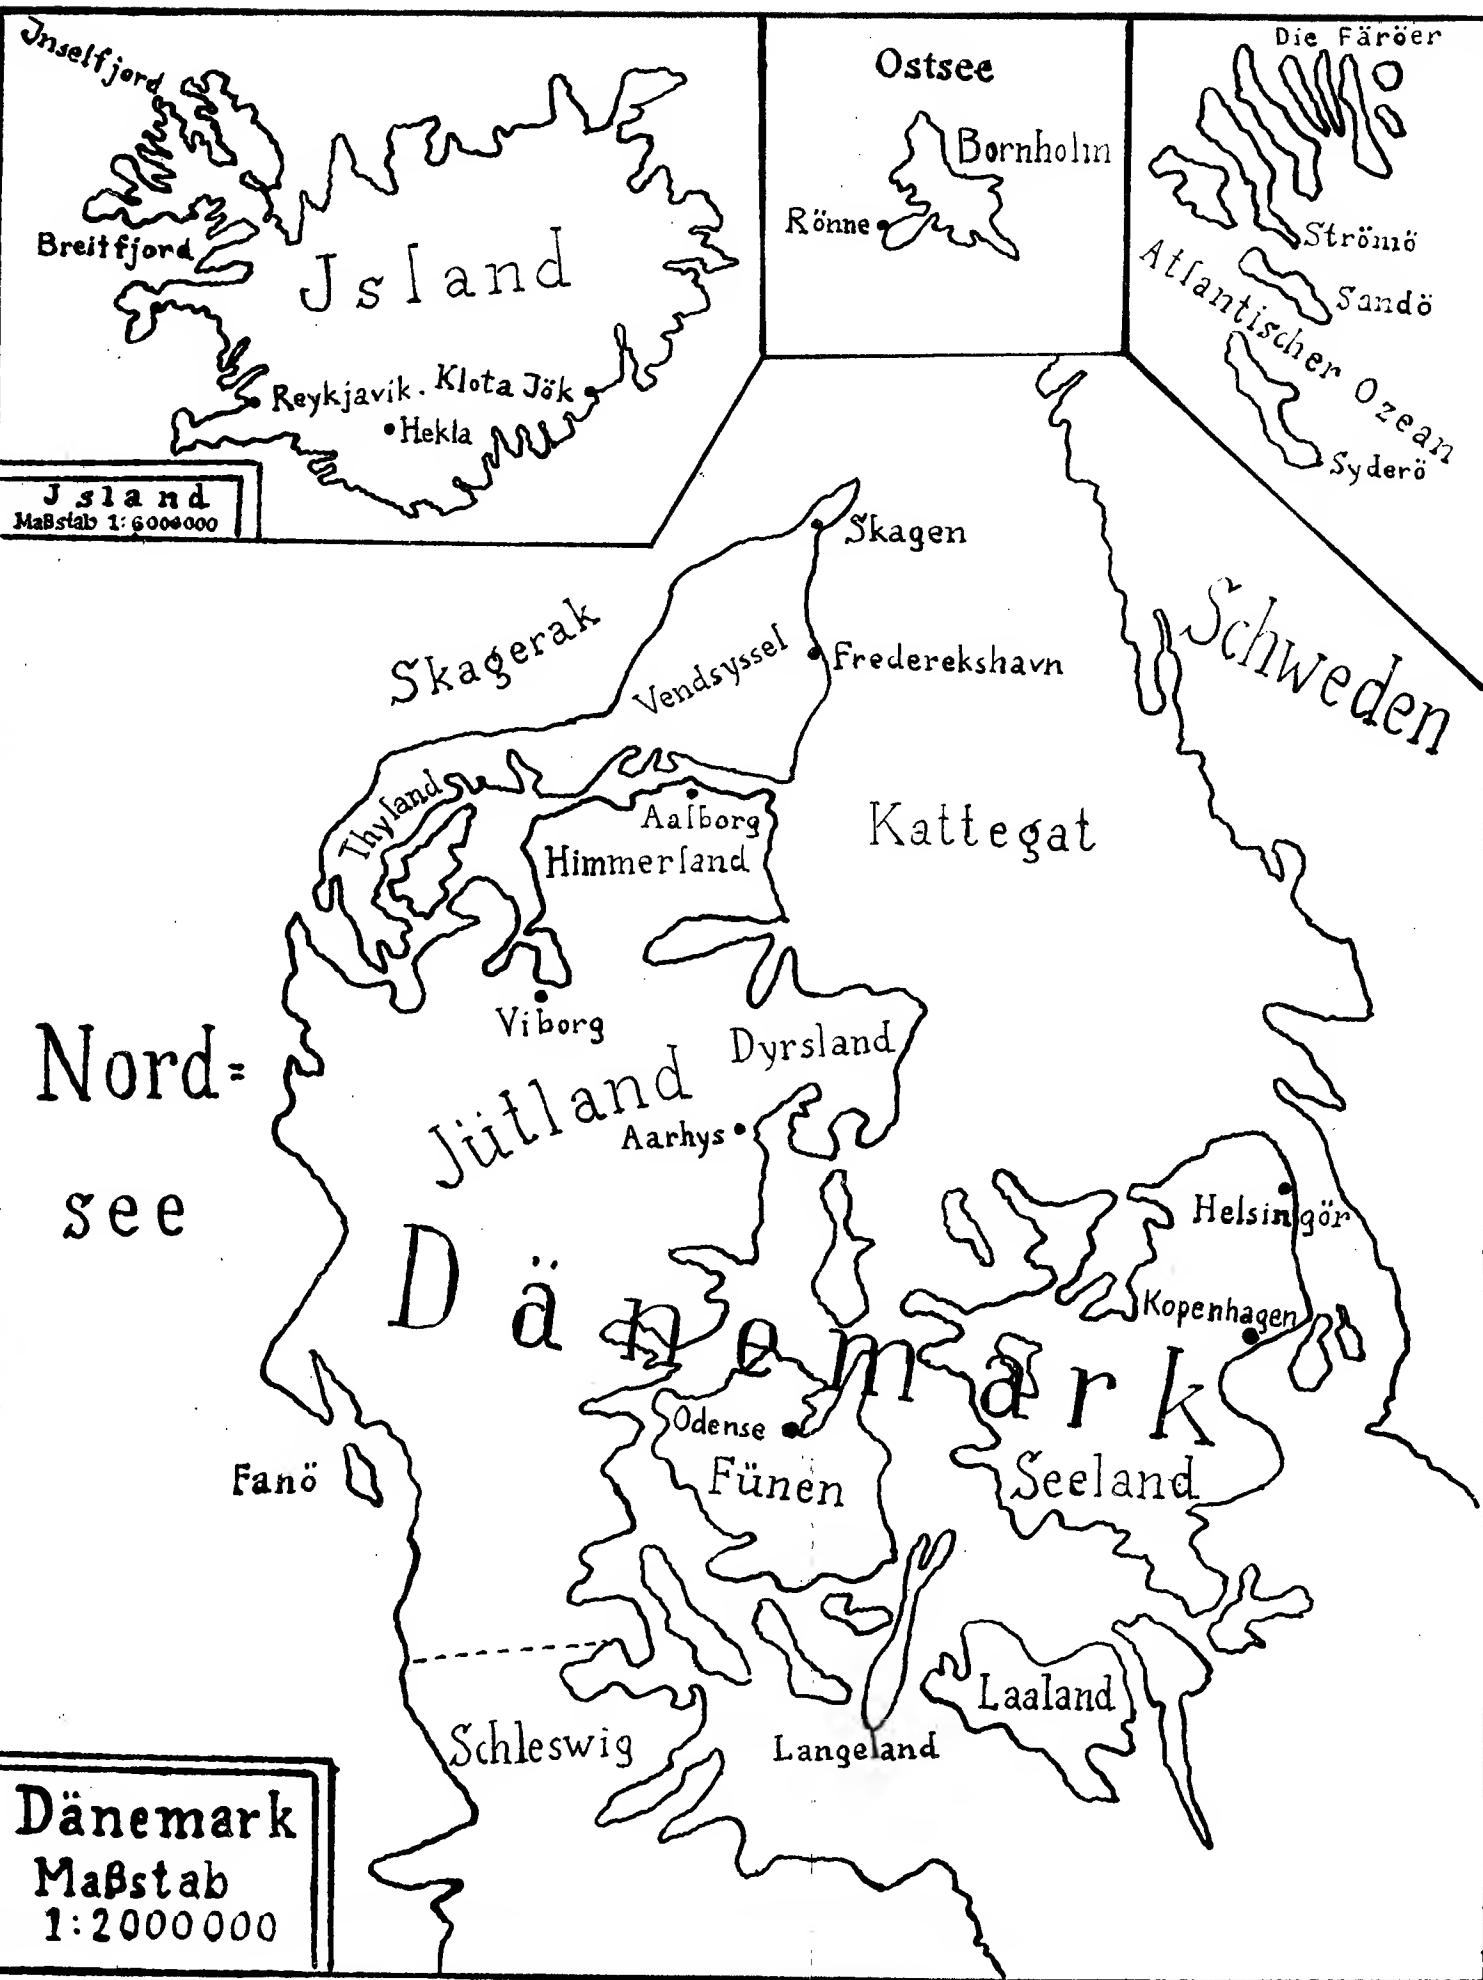 Jnselfjord
Breitfjord
Jsland
Reykjavik.
Klota Jök
Hekla
Jsland
Maßstab 1:6000000
Ostsee
Bornholm
Rönne
Die Färöer
Strömö
Sandö
Atlantischer Ozean
Syderö
Skagen
Skagerak
Vendsyssel
Frederekshavn
Schweden
Thyland
Aalborg
Himmerland
Kattegat
Viborg
Dyrsland
Nord=
see
Jütland
Aarhys
Helsingör
Dänemark
Kopenhagen
Odense
Fünen
Fanö
Seeland
Laaland
Schleswig
Langeland
Dänemark
Maßstab
1:2000000